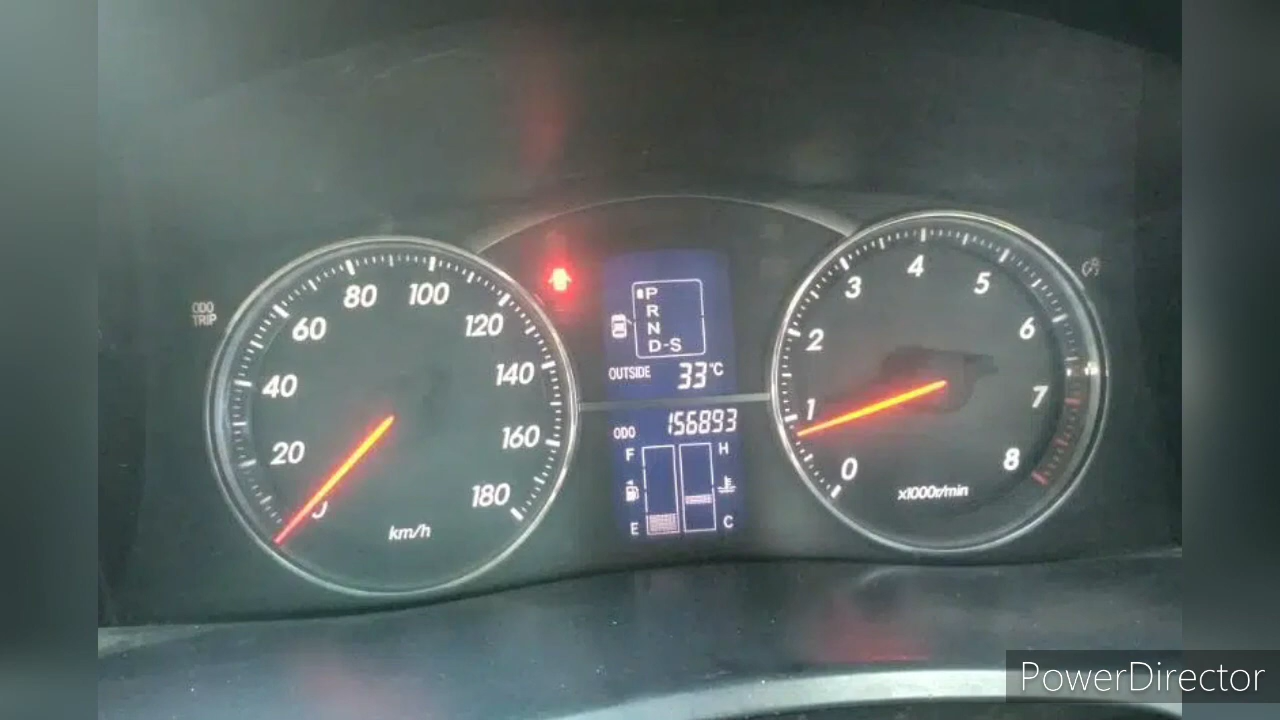 ODO
TRIP
0
20
40
60
80
100
120
140
160
180
km/h
P
R
N
D-S
OUTSIDE 33°C
ODO 156893
F
E
H
C
0
1
2
3
4
5
6
7
8
x1000r/min
PowerDirector